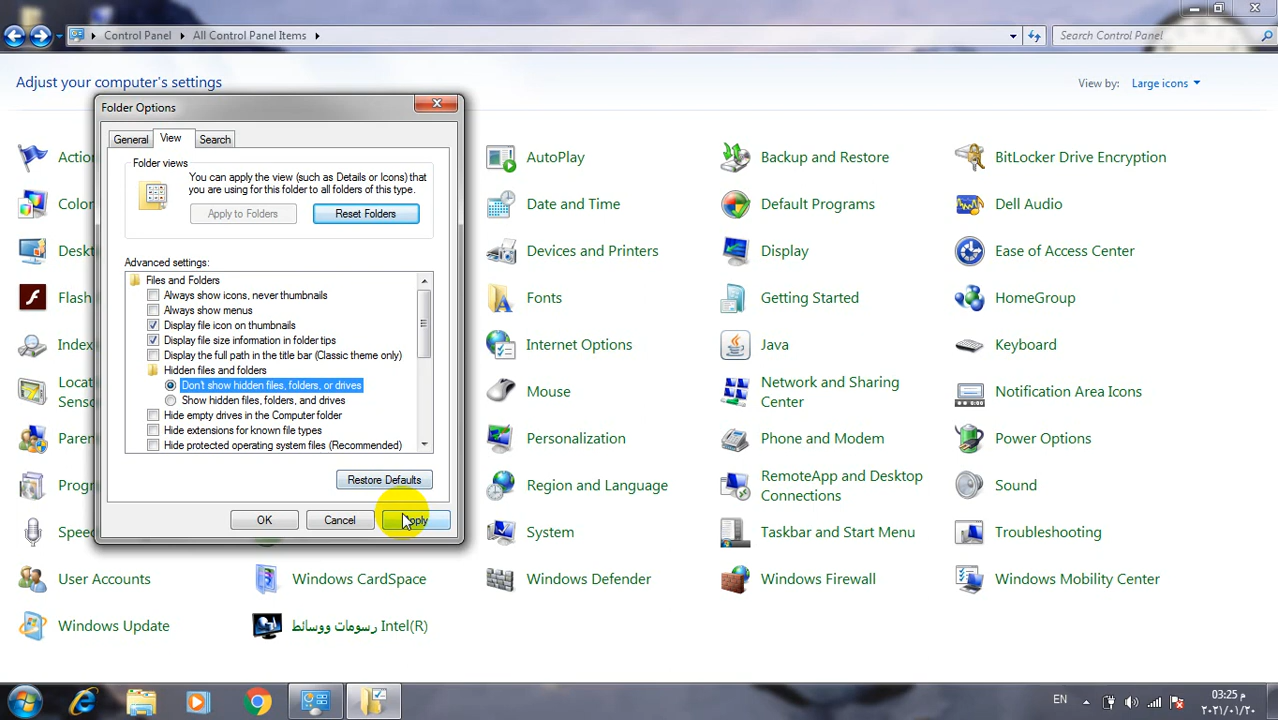 Control Panel
All Control Panel Items
Search Control Panel
Adjust your computer's settings
View by:
Large icons
Folder Options
General
View
Search
Folder views
You can apply the view (such as Details or Icons) that
you are using for this folder to all folders of this type.
Apply to Folders
Reset Folders
Advanced settings:
Files and Folders
Always show icons, never thumbnails
Always show menus
Display file icon on thumbnails
Display file size information in folder tips
Display the full path in the title bar (Classic theme only)
Hidden files and folders
Don't show hidden files, folders, or drives
Show hidden files, folders, and drives
Hide empty drives in the Computer folder
Hide extensions for known file types
Hide protected operating system files (Recommended)
Restore Defaults
OK
Cancel
AutoPlay
Backup and Restore
BitLocker Drive Encryption
Date and Time
Default Programs
Dell Audio
Devices and Printers
Display
Ease of Access Center
Fonts
Getting Started
HomeGroup
Internet Options
Java
Keyboard
Mouse
Network and Sharing
Center
Notification Area Icons
Personalization
Phone and Modem
Power Options
Region and Language
RemoteApp and Desktop
Connections
Sound
System
Taskbar and Start Menu
Troubleshooting
User Accounts
Windows CardSpace
Windows Defender
Windows Firewall
Windows Mobility Center
Windows Update
رسومات ووسائط Intel(R)
EN
03:25 م
٢٠٢١/٠١/٢٠